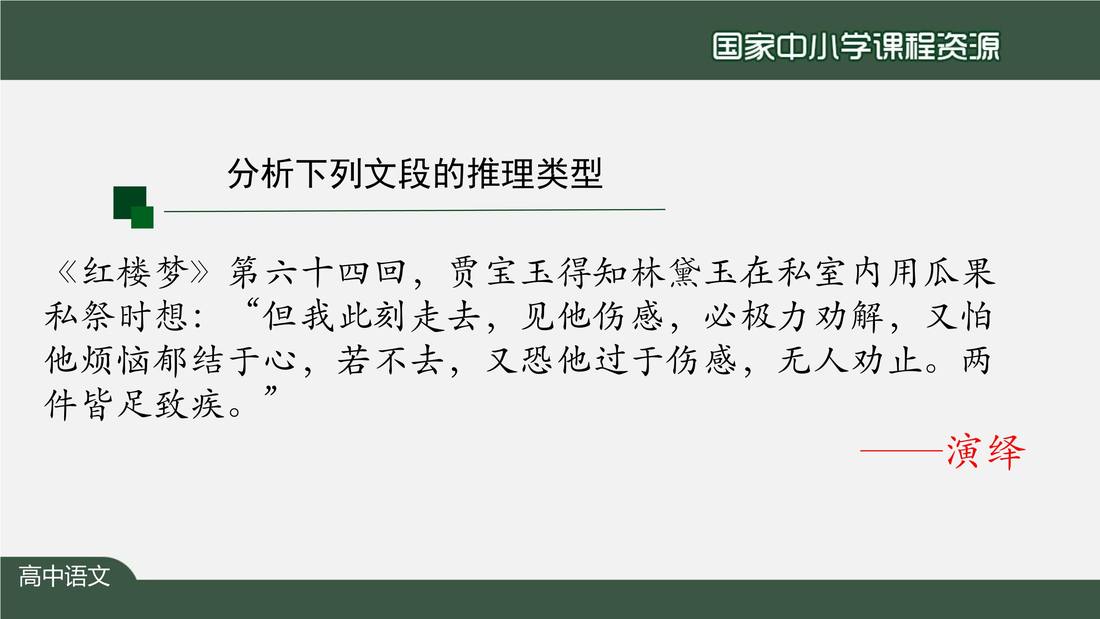 国家中小学课程资源
分析下列文段的推理类型
《红楼梦》第六十四回，贾宝玉得知林黛玉在私室内用瓜果
私祭时想：“但我此刻走去，见他伤感，必极力劝解，又怕
他烦恼郁结于心，若不去，又恐他过于伤感，无人劝止。两
件皆足致疾。”
——演绎
高中语文